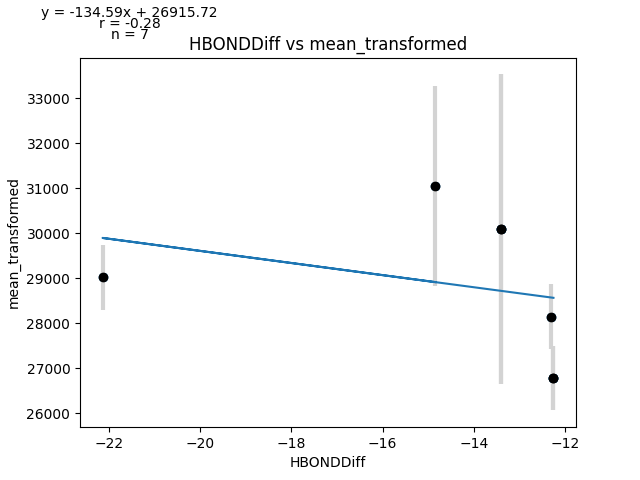 y = -134.59x + 26915.72
r = -0.28
n = 7
HBONDDiff vs mean_transformed
33000
32000
31000
30000
29000
28000
27000
26000
mean_transformed
−22
−20
−18
−16
−14
−12
HBONDDiff